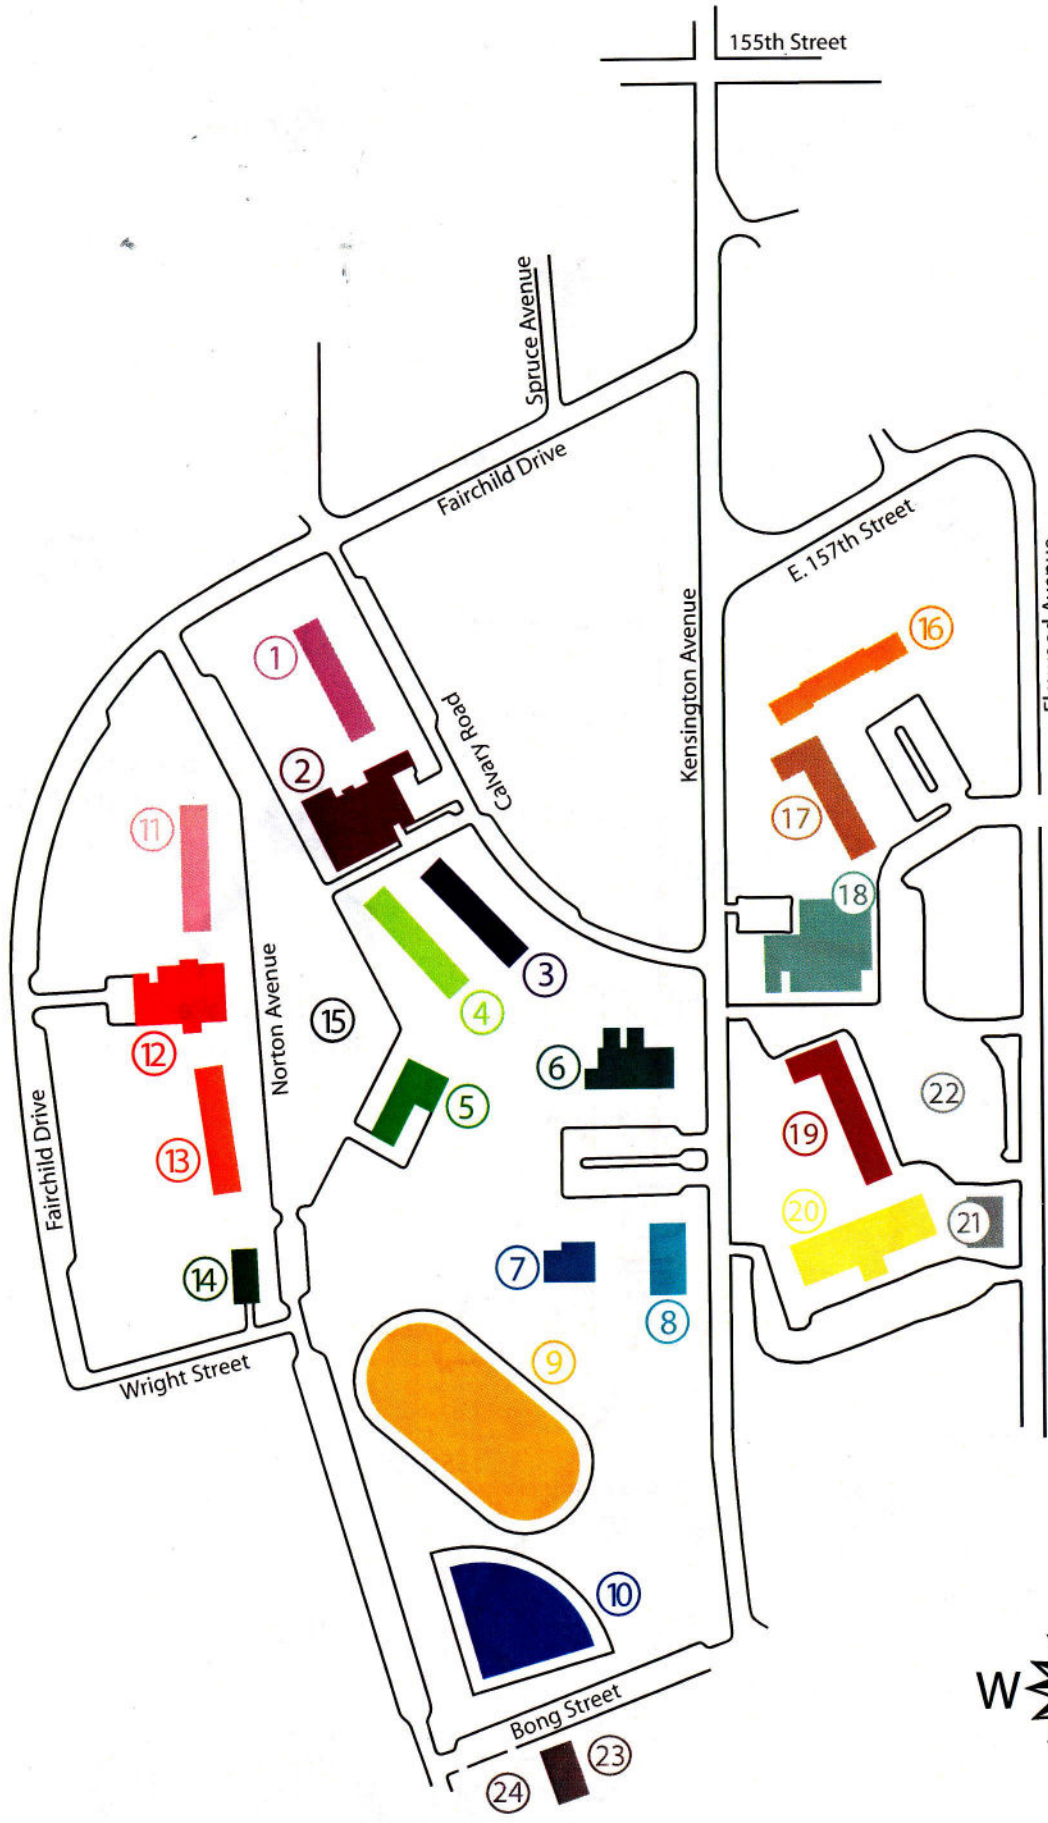 155th Street
Spruce Avenue
Fairchild Drive
E. 157th Street
16
1
Kensington Avenue
Calvary Road
2
17
11
18
3
4
15
Norton Avenue
12
6
22
5
19
13
Fairchild Drive
20
21
7
14
8
9
Wright Street
10
W
Bong Street
23
24